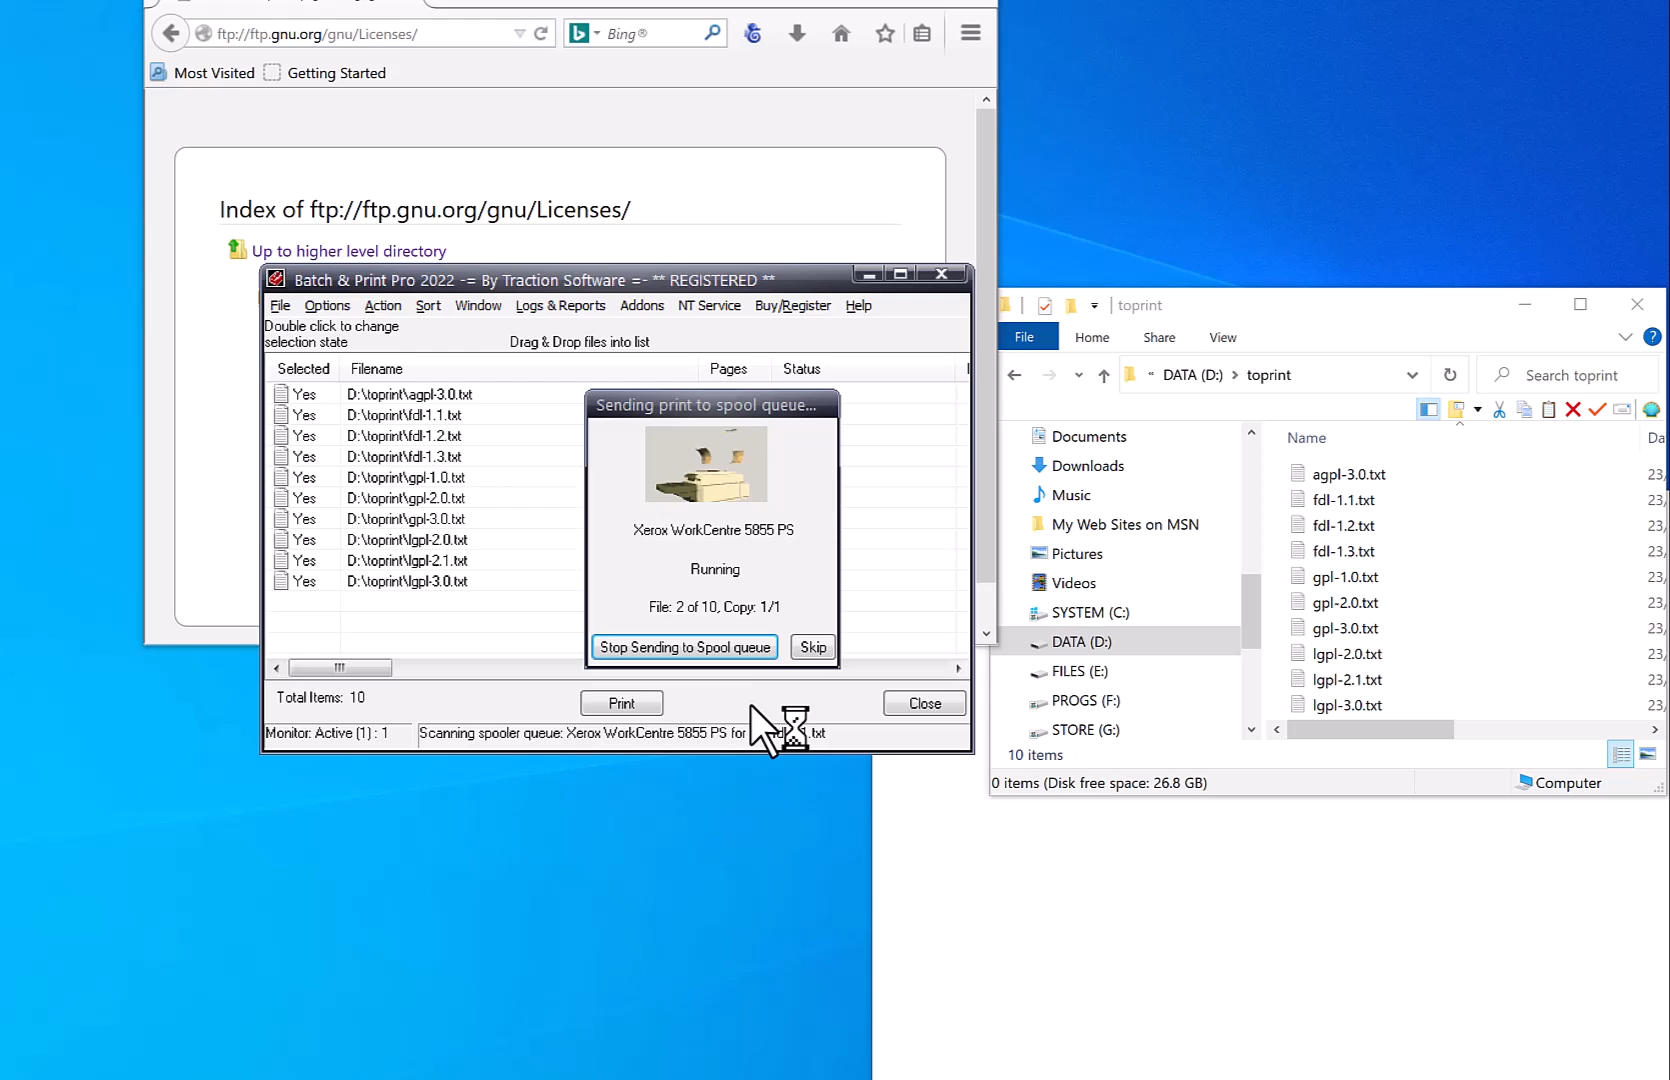 ftp://ftp.gnu.org/gnu/Licenses/
Bing®
Most Visited
Getting Started
Index of ftp://ftp.gnu.org/gnu/Licenses/
Up to higher level directory
Batch & Print Pro 2022 -= By Traction Software =- ** REGISTERED **
File Options Action Sort Window Logs & Reports Addons NT Service Buy/Register Help
Double click to change
selection state
Drag & Drop files into list
Selected Filename Pages Status
Yes D:\toprint\agpl-3.0.txt
Yes D:\toprint\fdl-1.1.txt
Yes D:\toprint\fdl-1.2.txt
Yes D:\toprint\fdl-1.3.txt
Yes D:\toprint\gpl-1.0.txt
Yes D:\toprint\gpl-2.0.txt
Yes D:\toprint\gpl-3.0.txt
Yes D:\toprint\lgpl-2.0.txt
Yes D:\toprint\lgpl-2.1.txt
Yes D:\toprint\lgpl-3.0.txt
Sending print to spool queue...
Xerox WorkCentre 5855 PS
Running
File: 2 of 10, Copy: 1/1
Stop Sending to Spool queue
Skip
Total Items: 10
Print
Close
Monitor: Active (1) : 1
Scanning spooler queue: Xerox WorkCentre 5855 PS for
toprint
File Home Share View
« DATA (D:) > toprint
Search toprint
Documents
Downloads
Music
My Web Sites on MSN
Pictures
Videos
SYSTEM (C:)
DATA (D:)
FILES (E:)
PROGS (F:)
STORE (G:)
Name Da
agpl-3.0.txt 23/
fdl-1.1.txt 23/
fdl-1.2.txt 23/
fdl-1.3.txt 23/
gpl-1.0.txt 23/
gpl-2.0.txt 23/
gpl-3.0.txt 23/
lgpl-2.0.txt 23/
lgpl-2.1.txt 23/
lgpl-3.0.txt 23/
10 items
0 items (Disk free space: 26.8 GB)
Computer